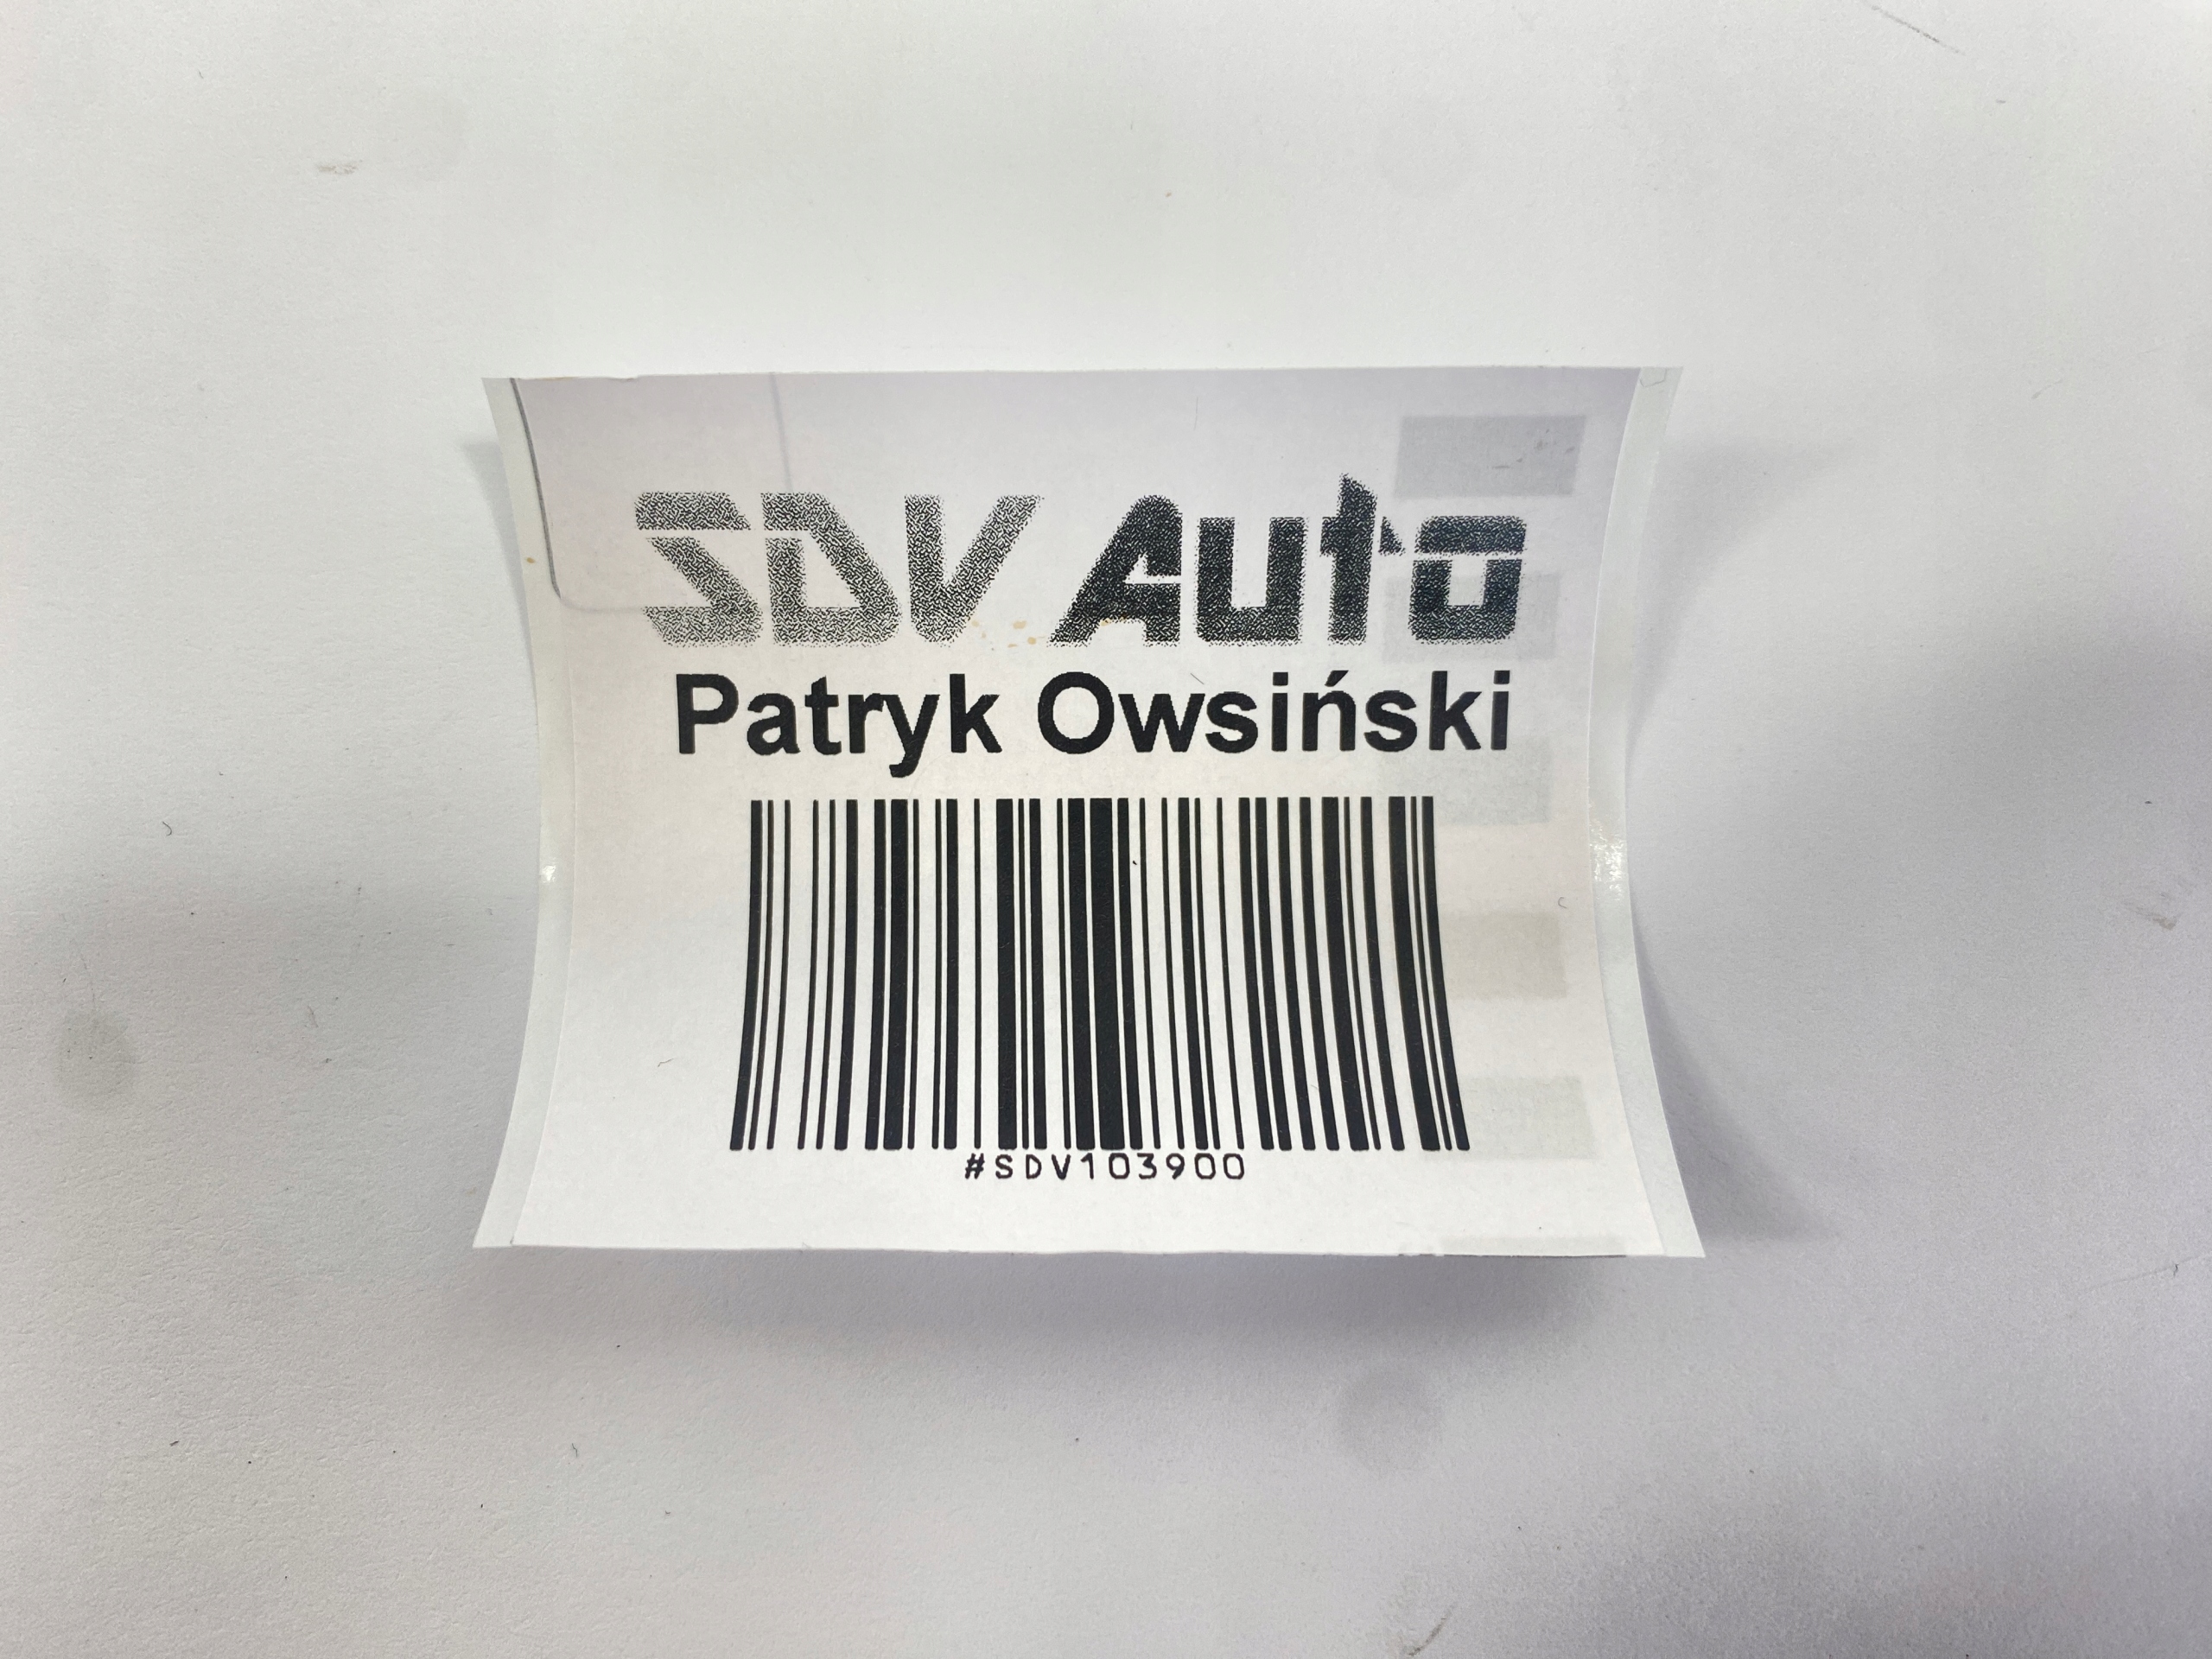 SDV Auto
Patryk Owsiński
#SDV103900